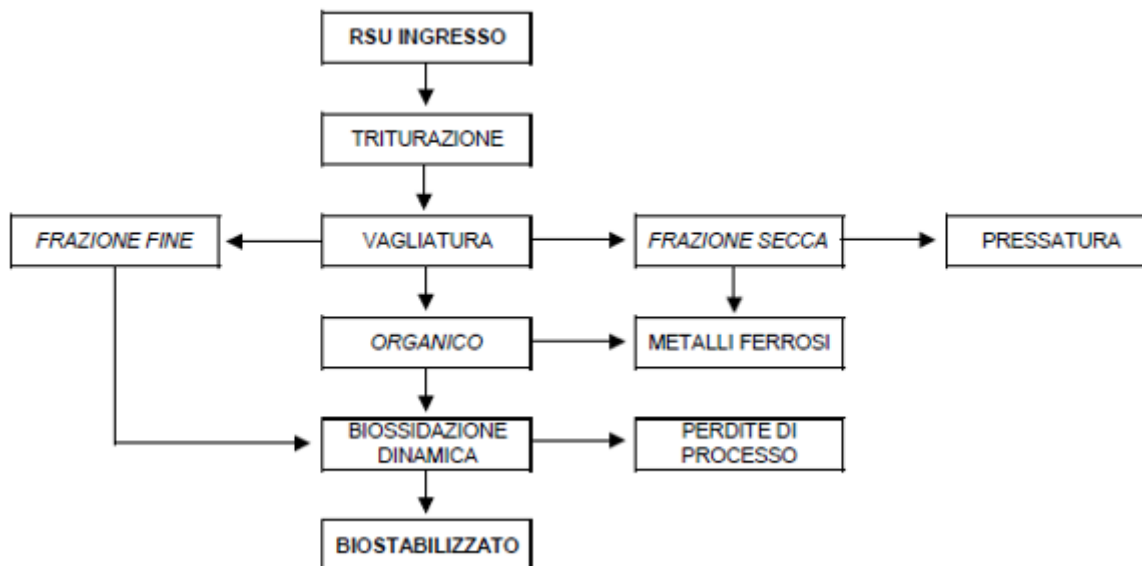 RSU INGRESSO
TRITURAZIONE
FRAZIONE FINE
VAGLIATURA
FRAZIONE SECCA
PRESSATURA
ORGANICO
METALLI FERROSI
BIOSSIDAZIONE
DINAMICA
PERDITE DI
PROCESSO
BIOSTABILIZZATO